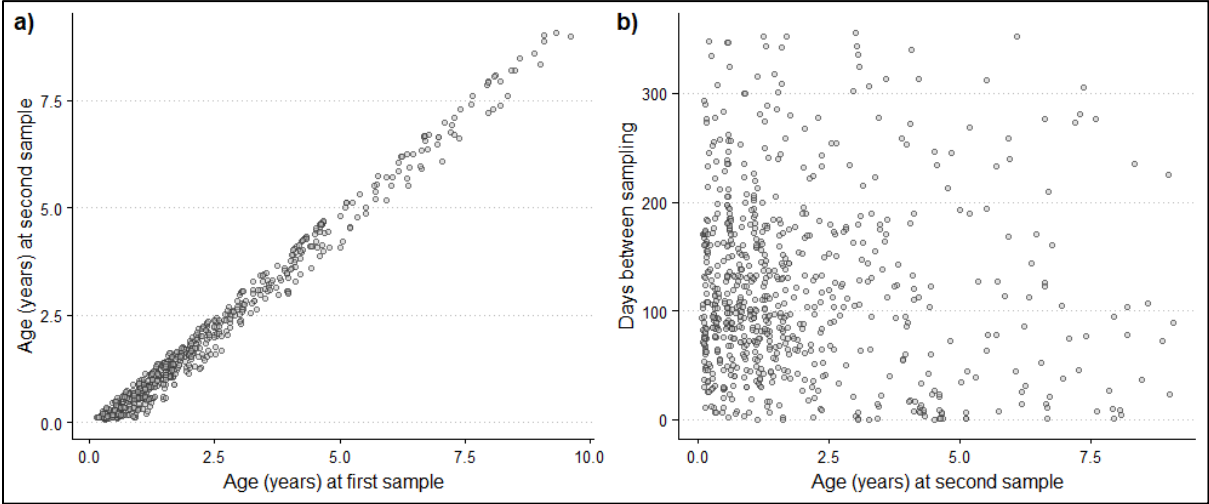 a)
Age (years) at second sample
7.5
5.0
2.5
0.0
0.0 2.5 5.0 7.5 10.0
Age (years) at first sample
b)
Days between sampling
300
200
100
0
0.0 2.5 5.0 7.5
Age (years) at second sample